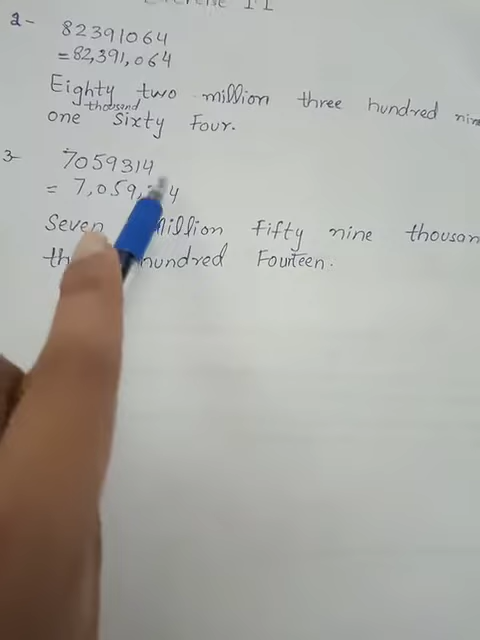 2- 82391064
= 82,391,064
Eighty two million three hundred
thousand
one sixty Four.
3- 7059314
= 7,059,
Seven million Fifty nine
hundred Fourteen.